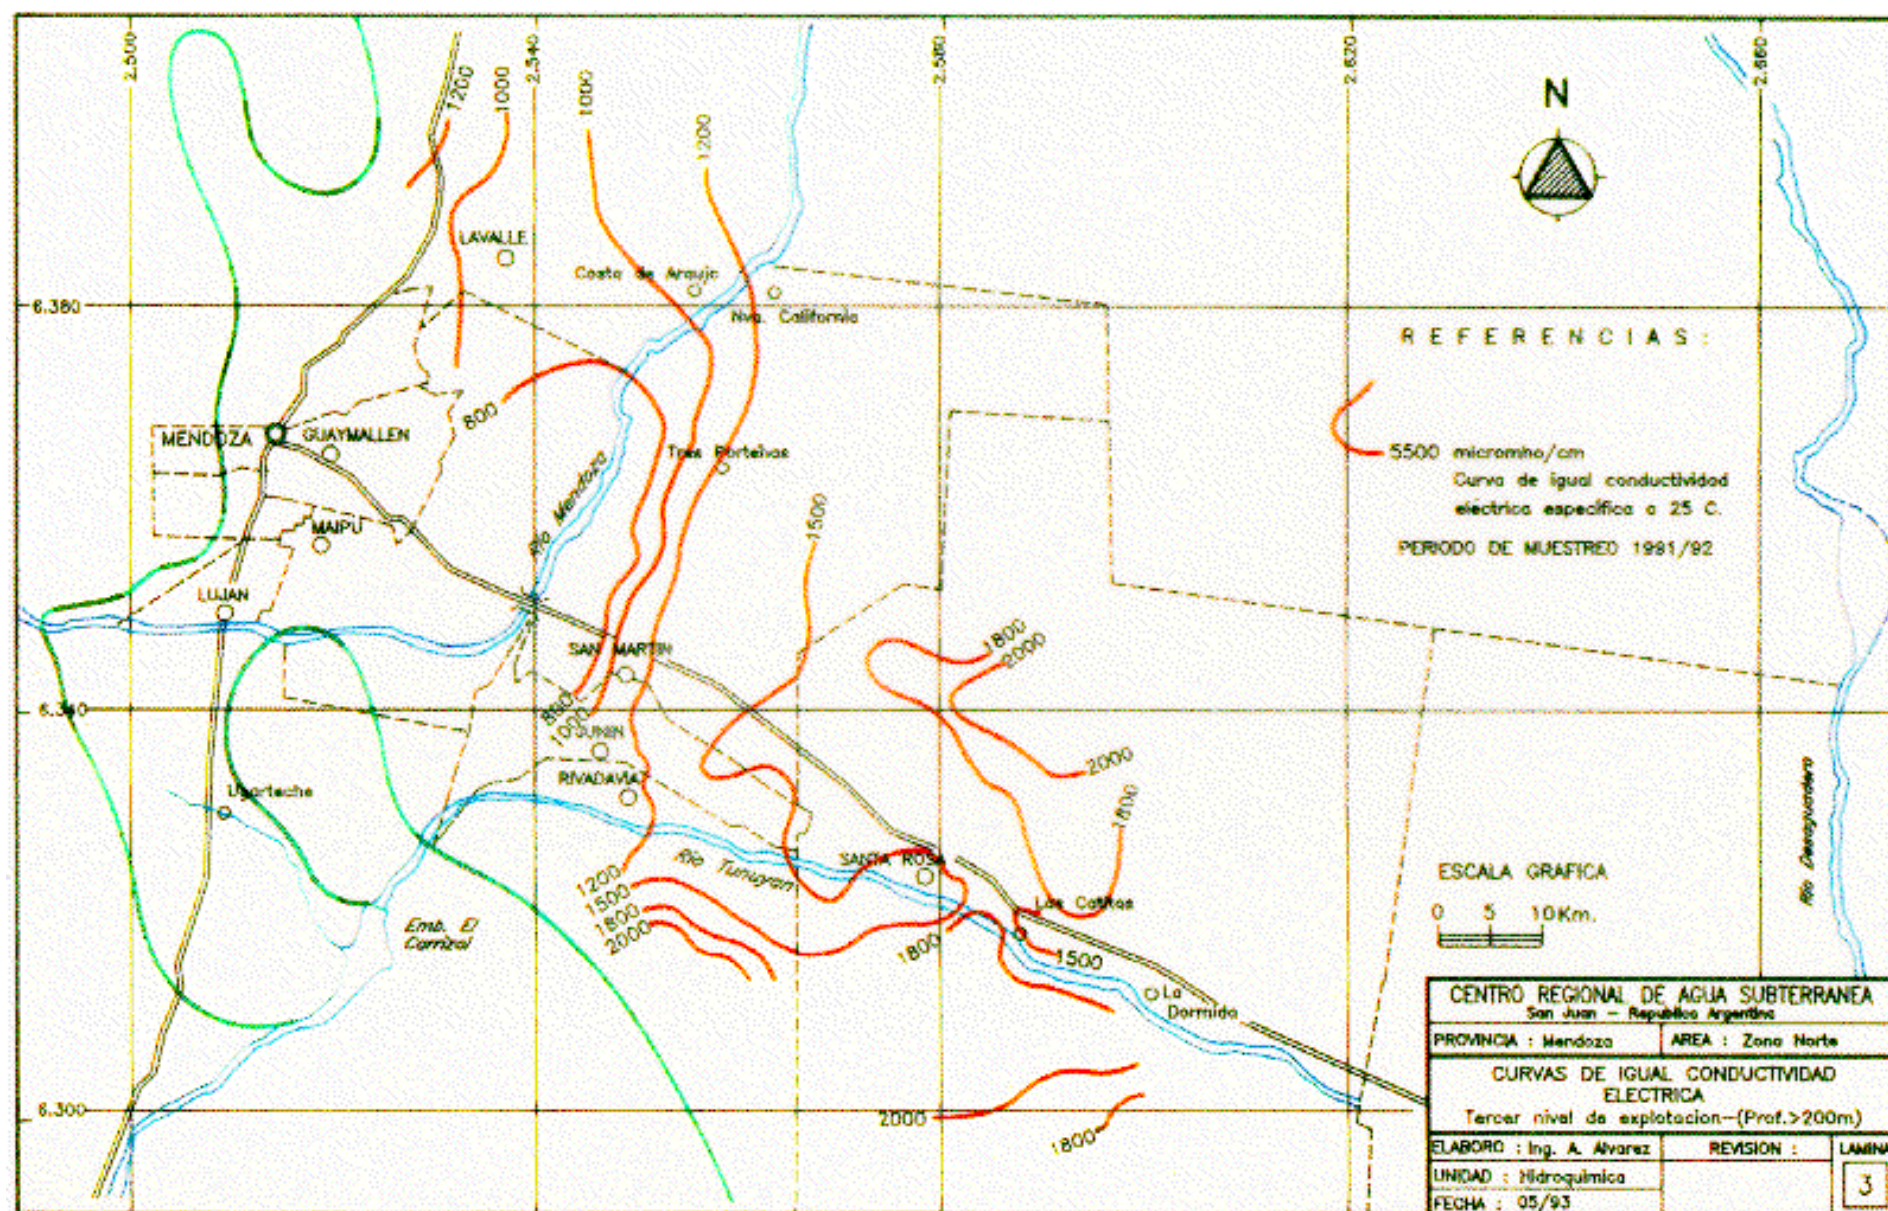 2.500
2.540
2.580
2.620
2.660
1200
1000
1000
1200
N
LAVALLE
Costa de Araujo
Nva. California
6.380
REFERENCIAS:
800
MENDOZA
GUAYMALLEN
Tres Porteñas
5500 micromho/cm
Curva de igual conductividad
electrica específica a 25 C.
PERIODO DE MUESTREO 1991/92
Río Mendoza
1500
MAIPU
LUJAN
SAN MARTIN
1800
2000
800
1000
JUNIN
RIVADAVIA
2000
Ugarteche
1800
Río Desaguadero
Río Tunuyan
SANTA ROSA
ESCALA GRAFICA
0 5 10Km.
1200
1500
1800
2000
Las Catitas
Emb. El
Carrizal
1800
1500
La
Dormida
6.300
2000
1800
CENTRO REGIONAL DE AGUA SUBTERRANEA
San Juan - Republica Argentina
PROVINCIA : Mendoza
AREA : Zona Norte
CURVAS DE IGUAL CONDUCTIVIDAD
ELECTRICA
Tercer nivel de explotacion-(Prof.>200m)
ELABORO : Ing. A. Alvarez
REVISION :
LAMINA
UNIDAD : Hidroquimica
3
FECHA : 05/93